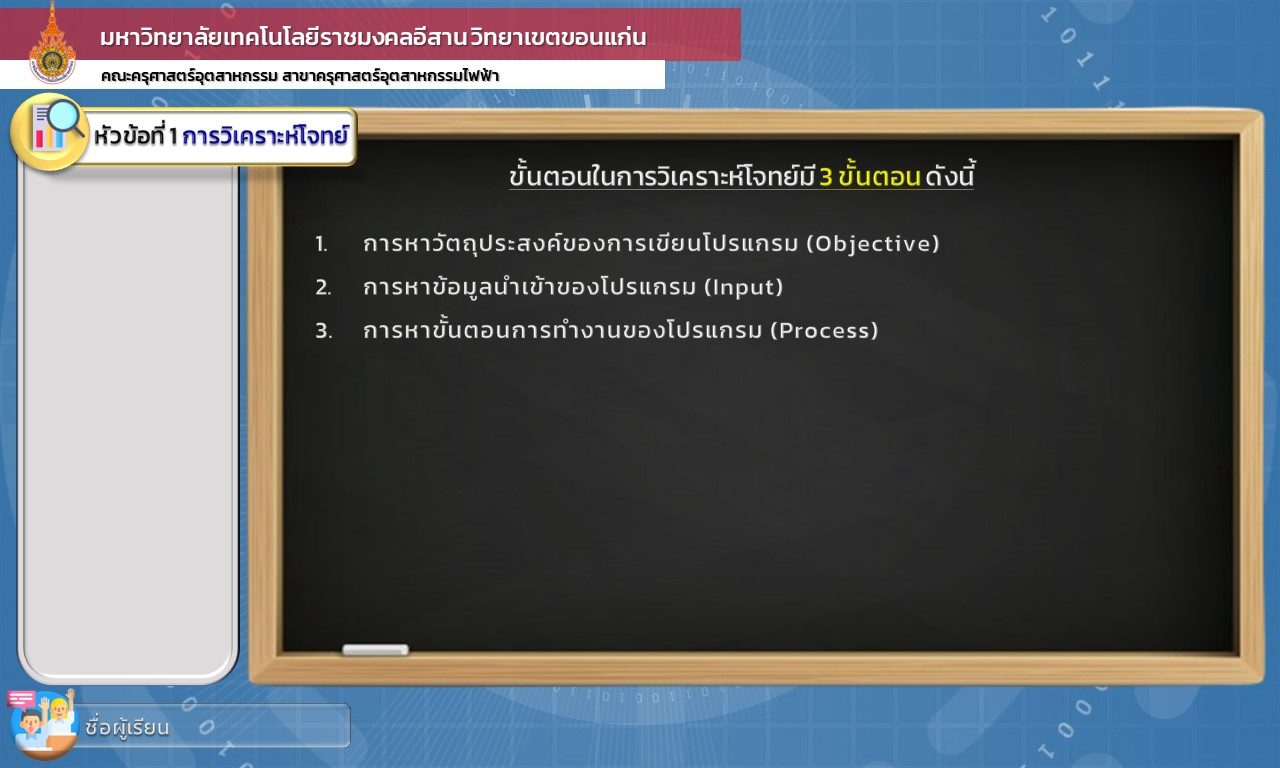 มหาวิทยาลัยเทคโนโลยีราชมงคลอีสาน วิทยาเขตขอนแก่น
คณะครุศาสตร์อุตสาหกรรม สาขาครุศาสตร์อุตสาหกรรมไฟฟ้า
หัวข้อที่ 1 การวิเคราะห์โจทย์
ขั้นตอนในการวิเคราะห์โจทย์มี 3 ขั้นตอน ดังนี้
1. การหาวัตถุประสงค์ของการเขียนโปรแกรม (Objective)
2. การหาข้อมูลนำเข้าของโปรแกรม (Input)
3. การหาขั้นตอนการทำงานของโปรแกรม (Process)
ชื่อผู้เรียน